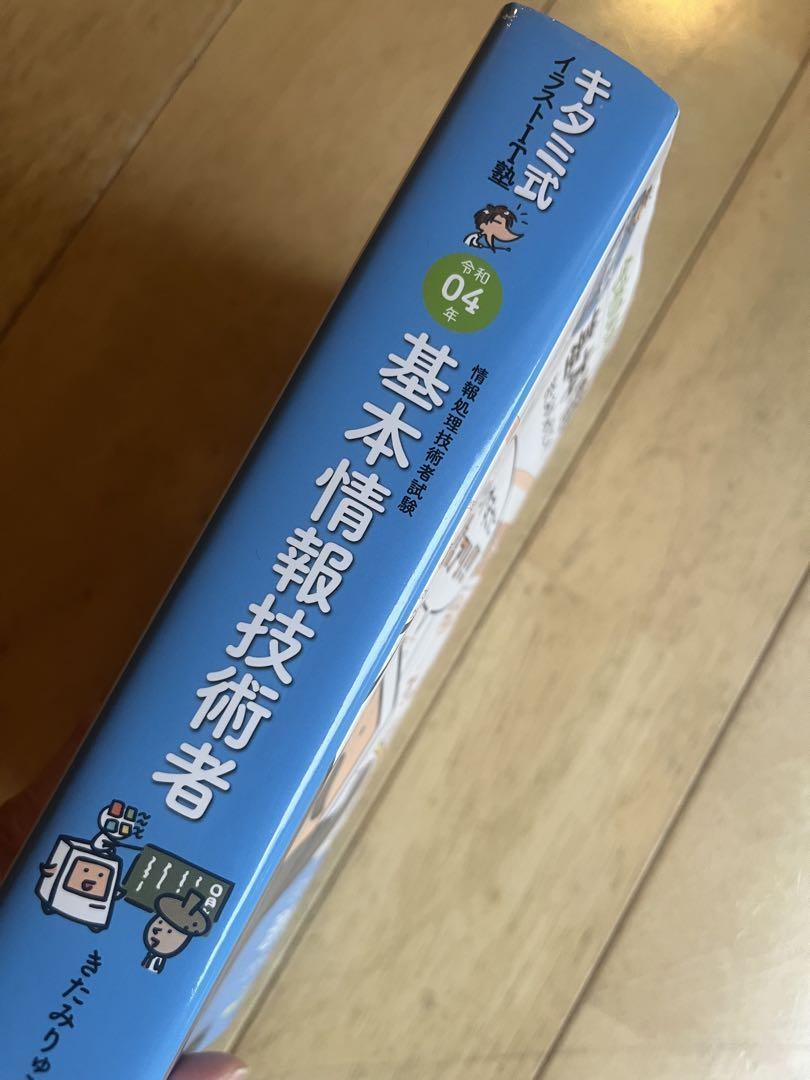 キタミ式
イラストIT塾
令和
04
年
情報処理技術者試験
基本情報技術者
きたみりゅ